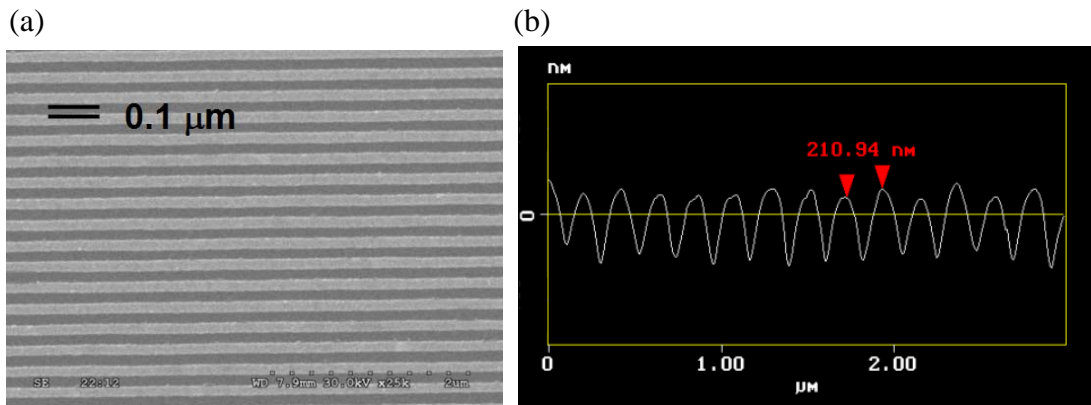 (a)
(b)
0.1 μm
SE 22:12 WD 7.9mm 30.0kV x25k 2um
nm
210.94 nm
0
0 1.00 2.00
μm